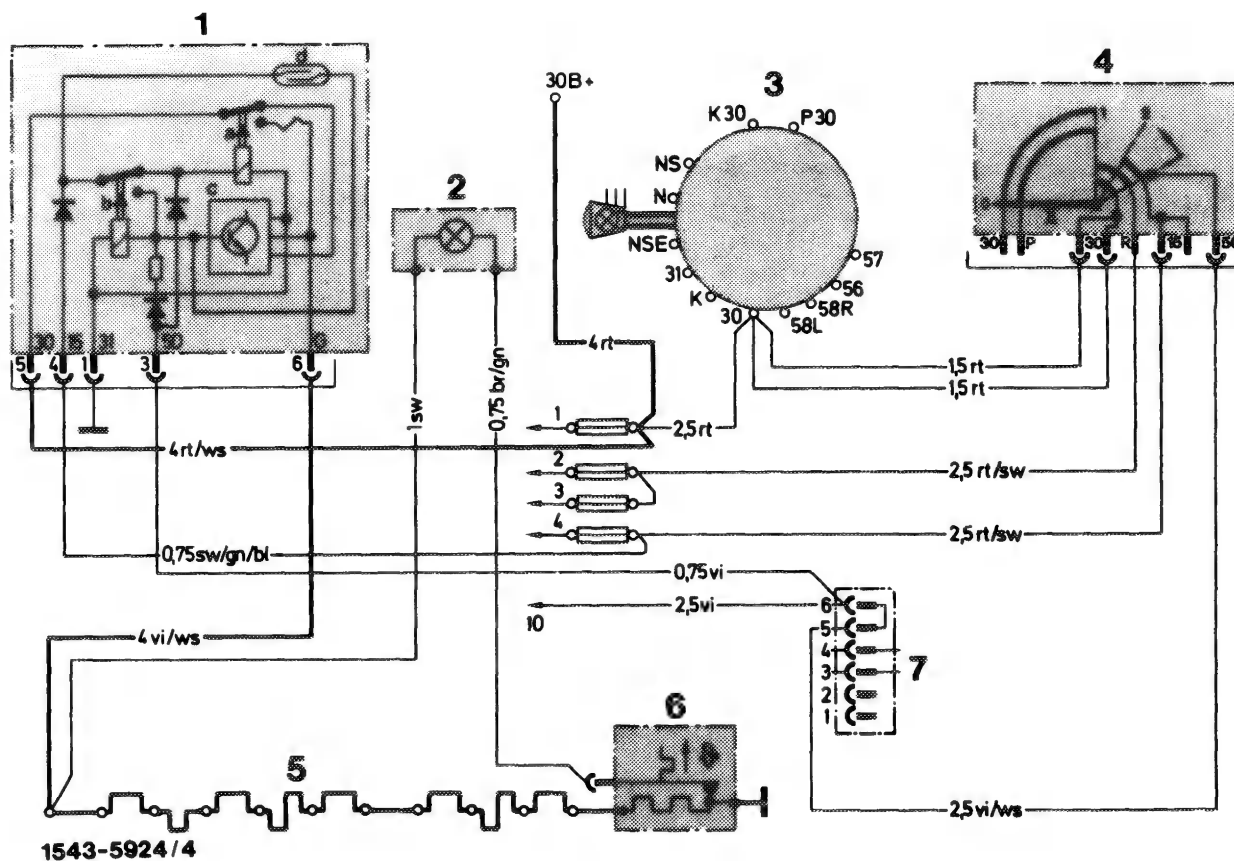 1
d
a
c
b
30 15 31 50 G
5 4 1 3 6
2
1 sw
0,75 br/gn
30B+
4 rt
3
K30
P30
NS
N
NSE
31
K
30
58L
58R
56
57
4
0
1
2
30 P 30 R 15 50
1,5 rt
1,5 rt
1
2,5 rt
4 rt/ws
2
2,5 rt/sw
3
4
2,5 rt/sw
0,75 sw/gn/bl
0,75 vi
2,5 vi
10
4 vi/ws
6
5
4
3
2
1
7
2,5 vi/ws
5
6
1543-5924/4